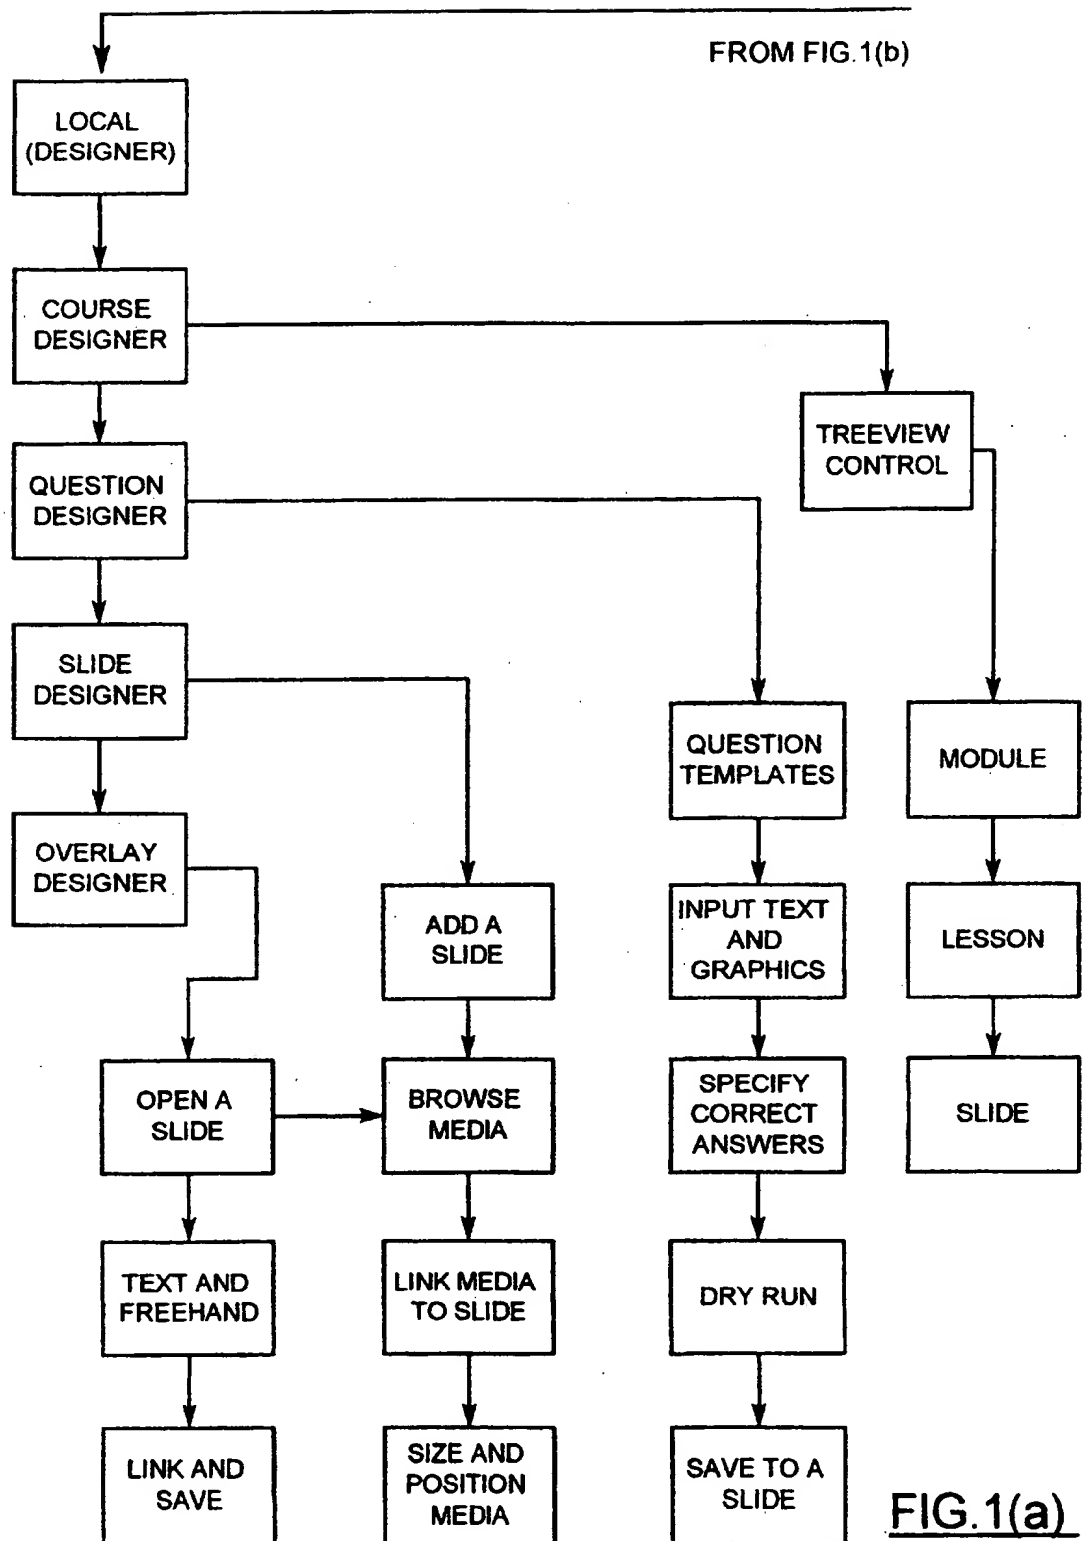 FROM FIG.1(b)
LOCAL
(DESIGNER)
COURSE
DESIGNER
TREEVIEW
CONTROL
QUESTION
DESIGNER
SLIDE
DESIGNER
QUESTION
TEMPLATES
MODULE
OVERLAY
DESIGNER
ADD A
SLIDE
INPUT TEXT
AND
GRAPHICS
LESSON
OPEN A
SLIDE
BROWSE
MEDIA
SPECIFY
CORRECT
ANSWERS
SLIDE
TEXT AND
FREEHAND
LINK MEDIA
TO SLIDE
DRY RUN
LINK AND
SAVE
SIZE AND
POSITION
MEDIA
SAVE TO A
SLIDE
FIG.1(a)